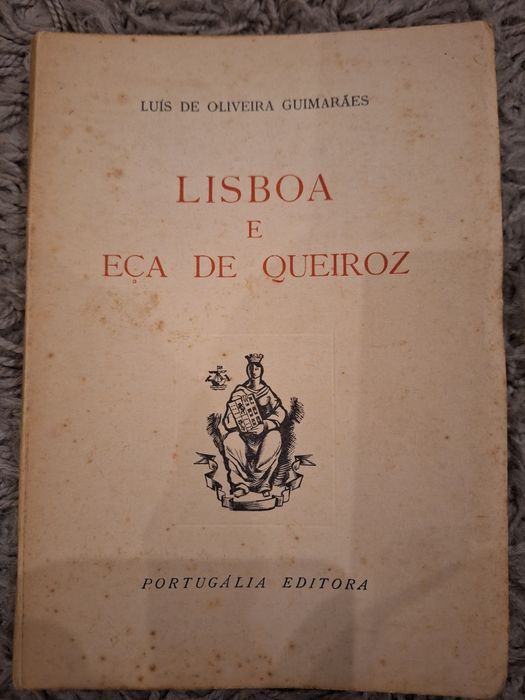 LUÍS DE OLIVEIRA GUIMARÃES
LISBOA
E
EÇA DE QUEIROZ
PORTUGÁLIA EDITORA